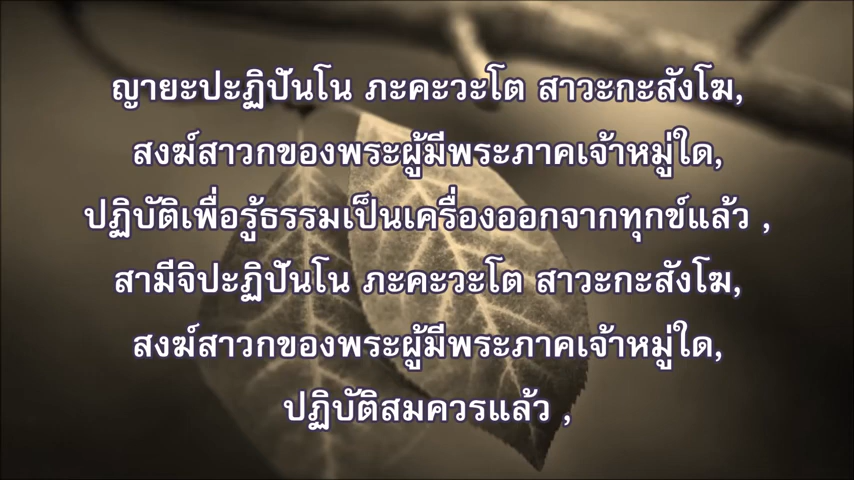 ญายะปะฏิปันโน ภะคะวะโต สาวะกะสังโฆ,
สงฆ์สาวกของพระผู้มีพระภาคเจ้าหมู่ใด,
ปฏิบัติเพื่อรู้ธรรมเป็นเครื่องออกจากทุกข์แล้ว ,
สามีจิปะฏิปันโน ภะคะวะโต สาวะกะสังโฆ,
สงฆ์สาวกของพระผู้มีพระภาคเจ้าหมู่ใด,
ปฏิบัติสมควรแล้ว ,